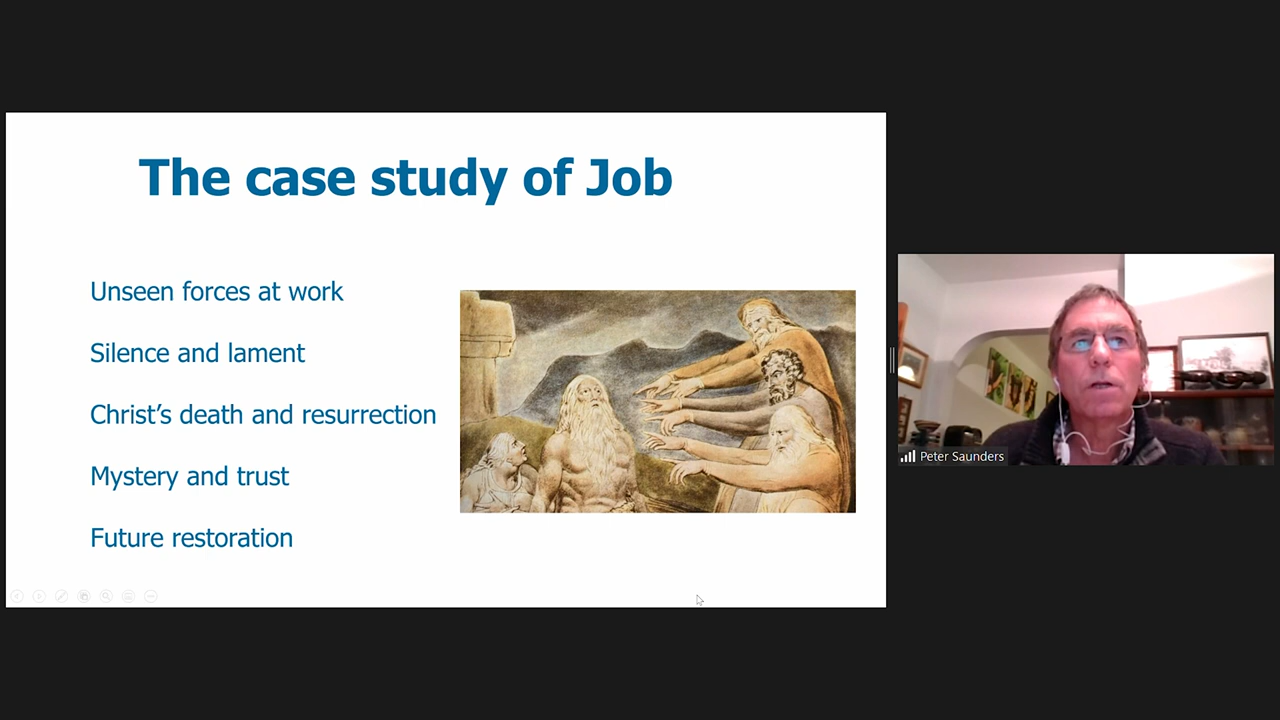 The case study of Job
Unseen forces at work
Silence and lament
Christ’s death and resurrection
Mystery and trust
Future restoration
Peter Saunders